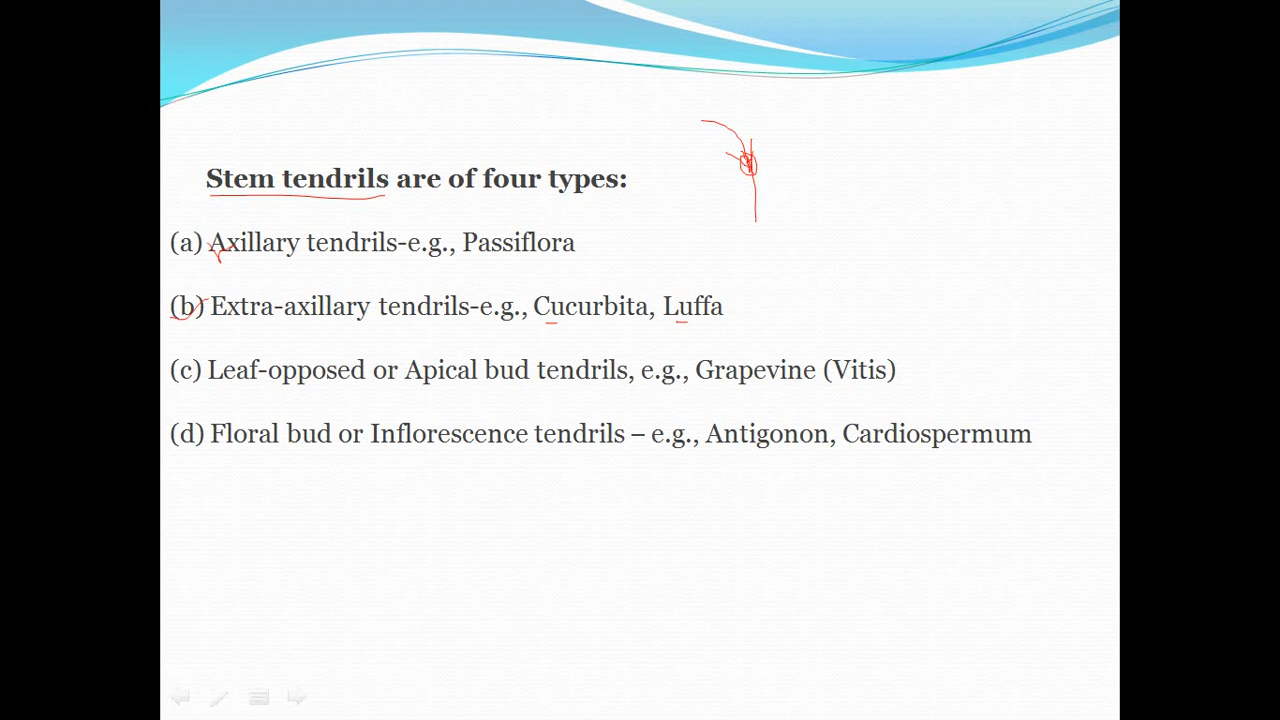 Stem tendrils are of four types:
(a) Axillary tendrils-e.g., Passiflora
(b) Extra-axillary tendrils-e.g., Cucurbita, Luffa
(c) Leaf-opposed or Apical bud tendrils, e.g., Grapevine (Vitis)
(d) Floral bud or Inflorescence tendrils – e.g., Antigonon, Cardiospermum